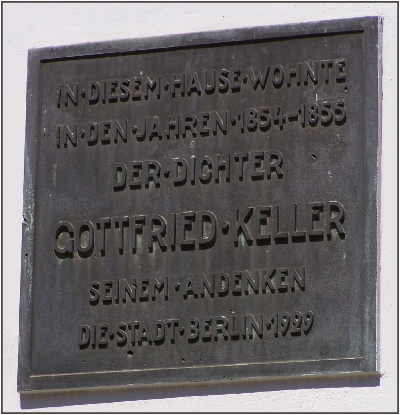 IN·DIESEM·HAUSE·WOHNTE
IN·DEN·JAHREN·1854-1855
DER·DICHTER
GOTTFRIED·KELLER
SEINEM·ANDENKEN
DIE·STADT·BERLIN·1929